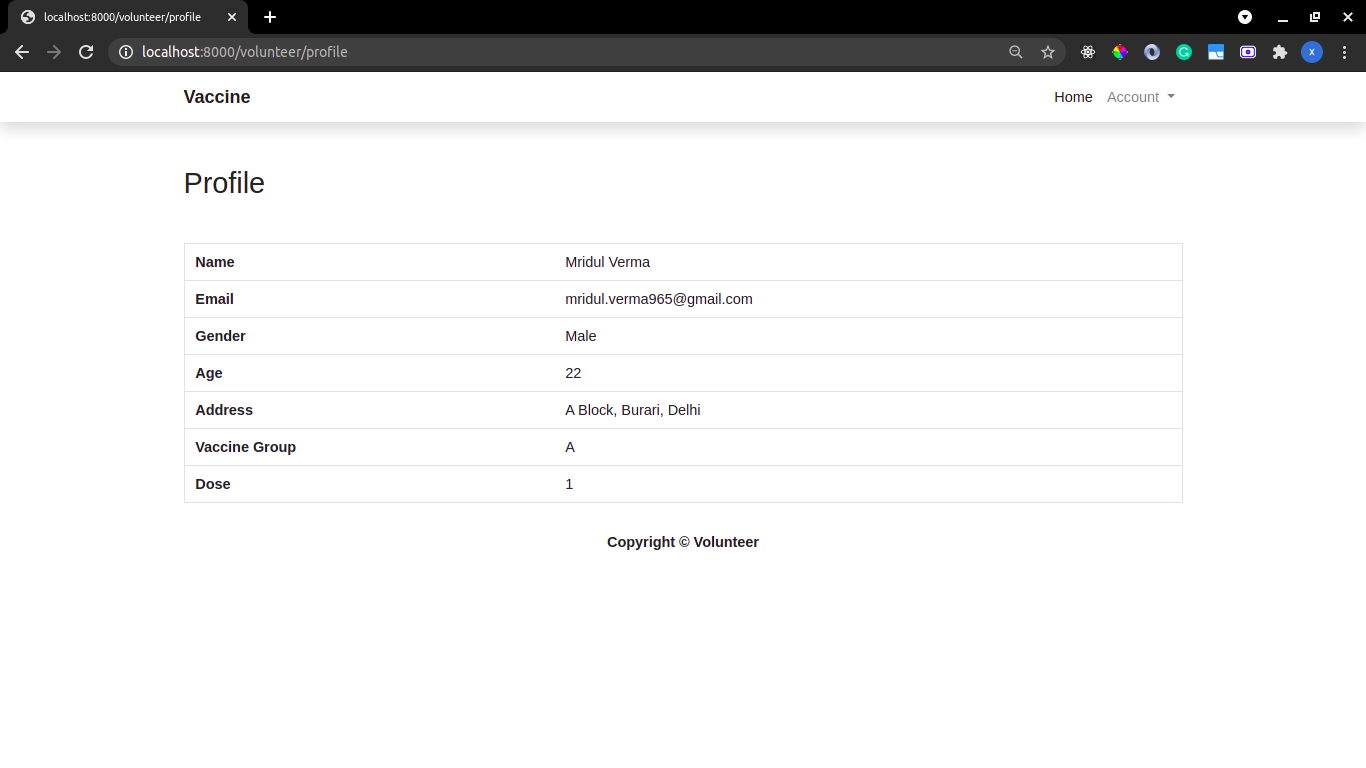 localhost:8000/volunteer/profile
localhost:8000/volunteer/profile
x
Vaccine Home Account
Profile
Name Mridul Verma
Email mridul.verma965@gmail.com
Gender Male
Age 22
Address A Block, Burari, Delhi
Vaccine Group A
Dose 1
Copyright © Volunteer